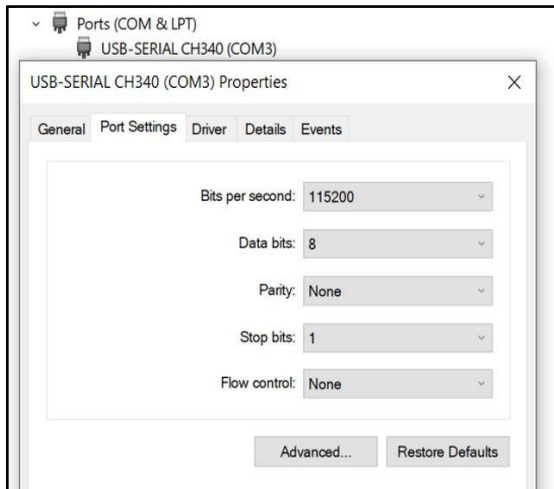 Ports (COM & LPT)
USB-SERIAL CH340 (COM3)
USB-SERIAL CH340 (COM3) Properties
General Port Settings Driver Details Events
Bits per second: 115200
Data bits: 8
Parity: None
Stop bits: 1
Flow control: None
Advanced... Restore Defaults